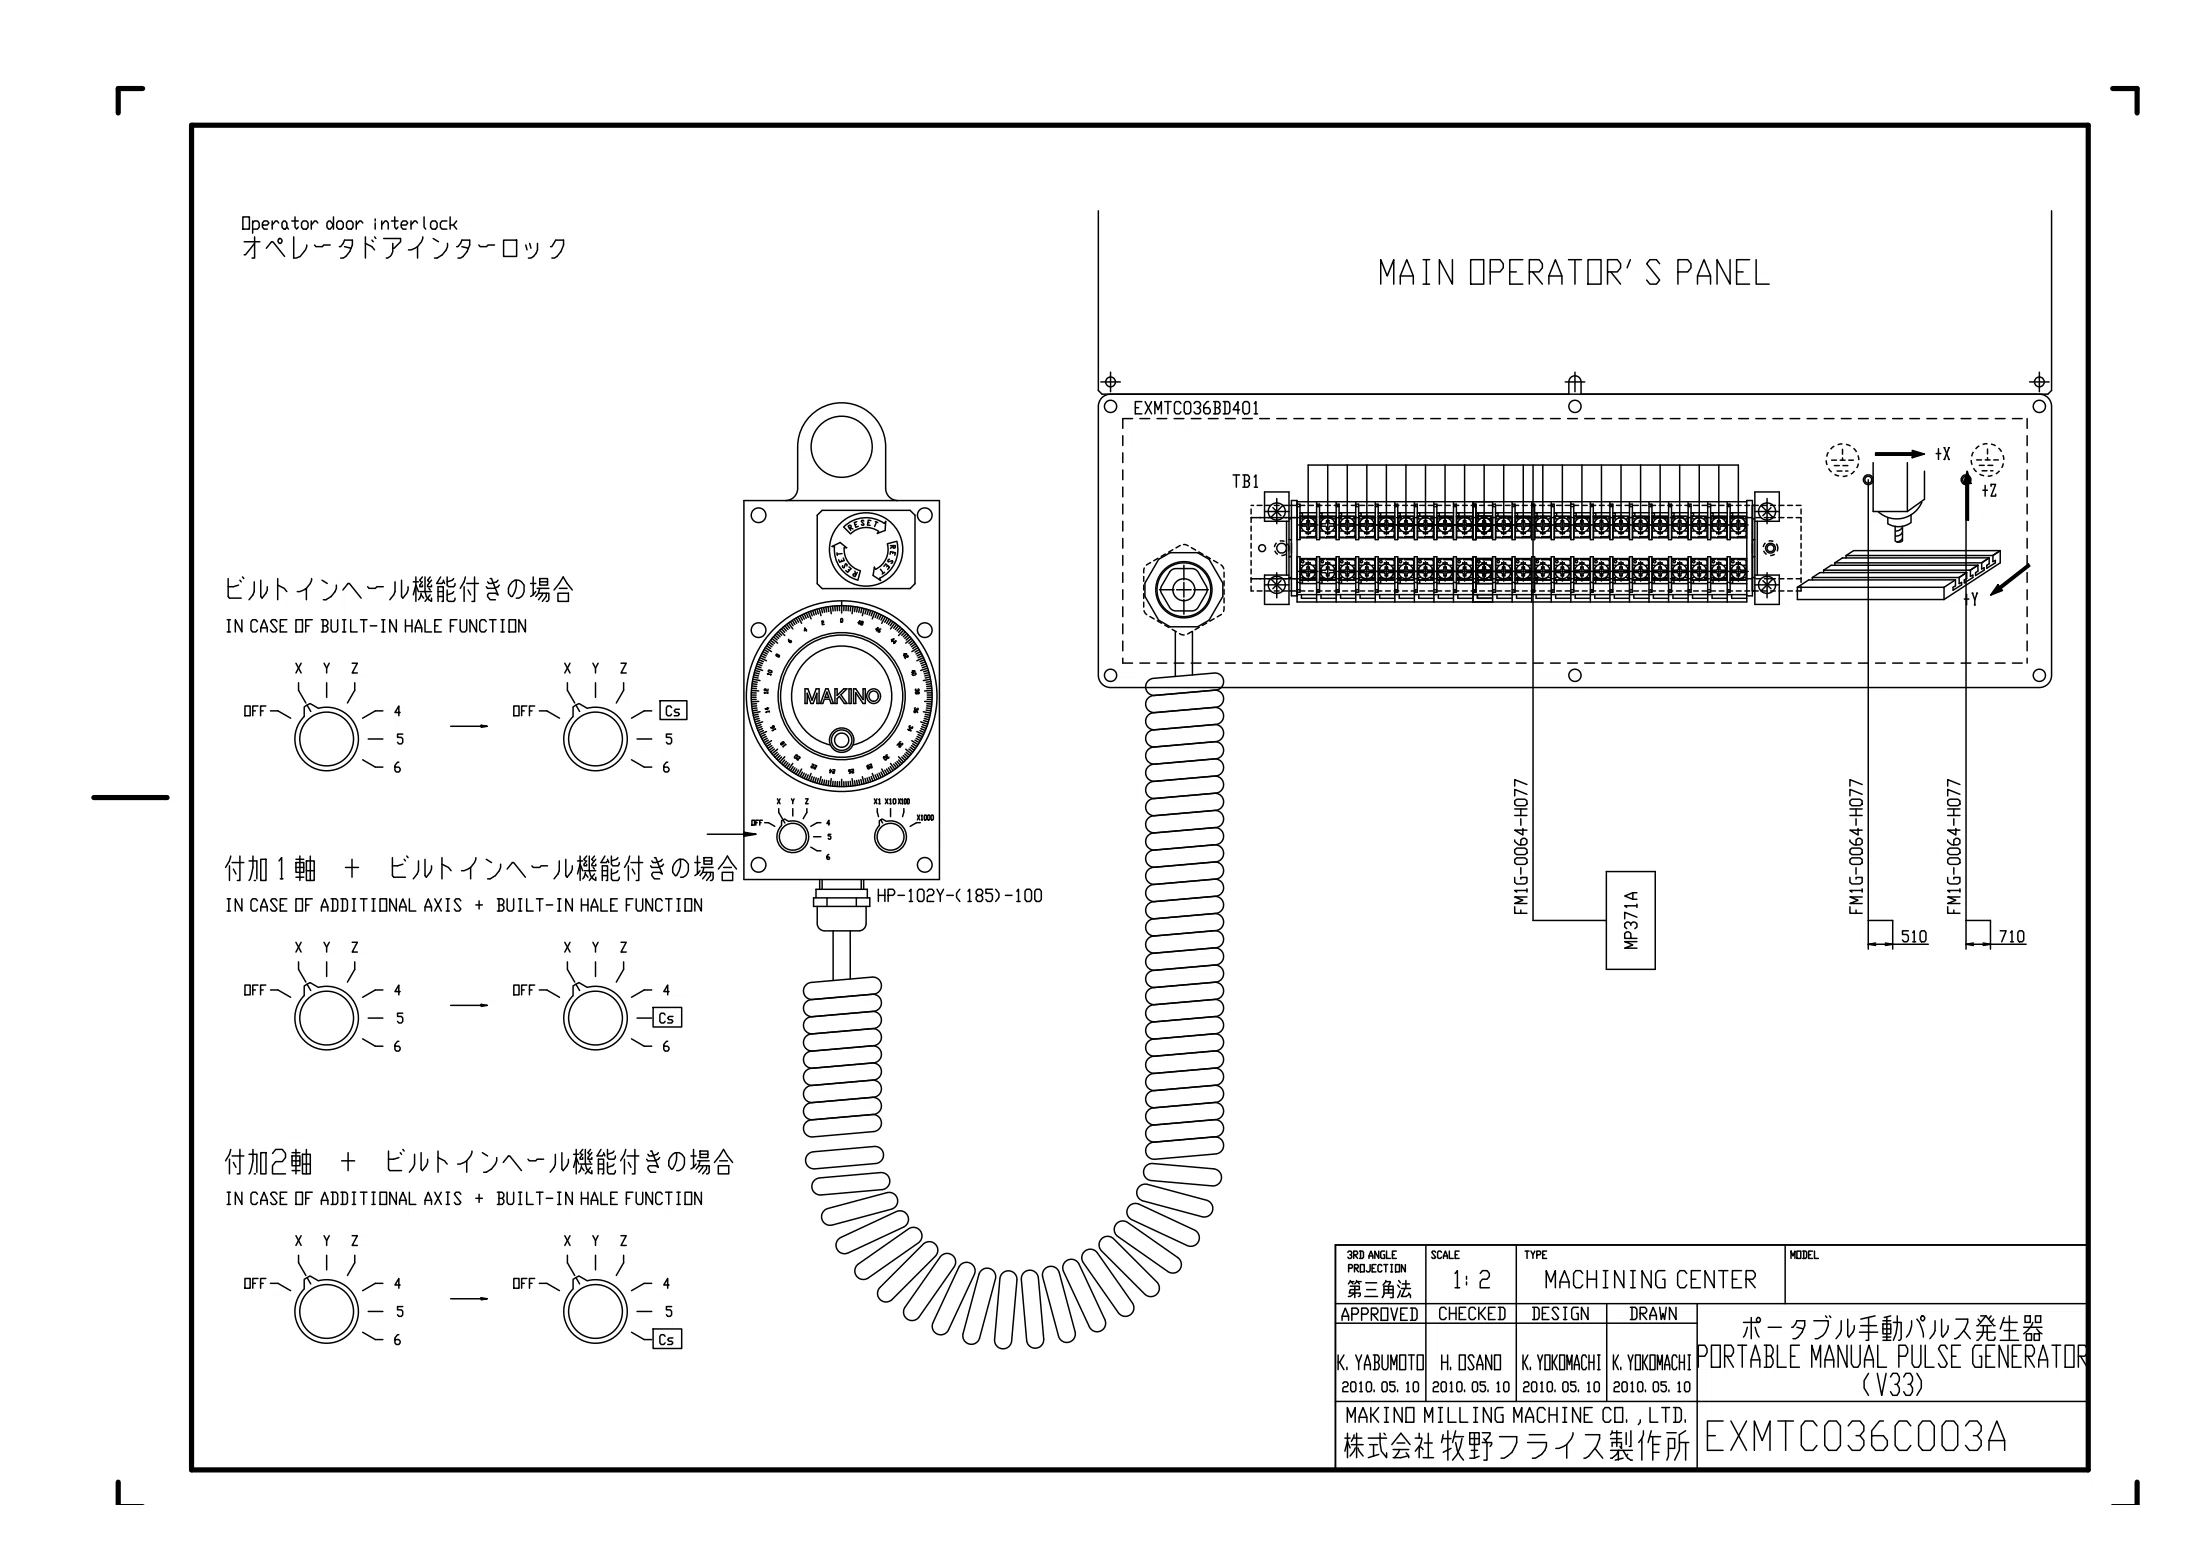 Operator door interlock
オペレータドアインターロック
MAIN OPERATOR'S PANEL
EXMTC036BD401
TB1
+X
+Z
+Y
RESET
RESET
RESET
MAKINO
X Y Z
OFF
4
5
6
X1 X10 X100
X1000
HP-102Y-(185)-100
FM1G-0064-H077
MP371A
FM1G-0064-H077
510
FM1G-0064-H077
710
ビルトインヘール機能付きの場合
IN CASE OF BUILT-IN HALE FUNCTION
X Y Z
OFF
4
5
6
X Y Z
OFF
Cs
5
6
付加1軸 + ビルトインヘール機能付きの場合
IN CASE OF ADDITIONAL AXIS + BUILT-IN HALE FUNCTION
X Y Z
OFF
4
5
6
X Y Z
OFF
4
Cs
6
付加2軸 + ビルトインヘール機能付きの場合
IN CASE OF ADDITIONAL AXIS + BUILT-IN HALE FUNCTION
X Y Z
OFF
4
5
6
X Y Z
OFF
4
5
Cs
3RD ANGLE
PROJECTION
第三角法
SCALE
1:2
TYPE
MACHINING CENTER
MODEL
APPROVED CHECKED DESIGN DRAWN
K. YABUMOTO H. OSANO K. YOKOMACHI K. YOKOMACHI
2010. 05. 10 2010. 05. 10 2010. 05. 10 2010. 05. 10
ポータブル手動パルス発生器
PORTABLE MANUAL PULSE GENERATOR
(V33)
MAKINO MILLING MACHINE CO. ,LTD.
株式会社牧野フライス製作所
EXMTC036C003A